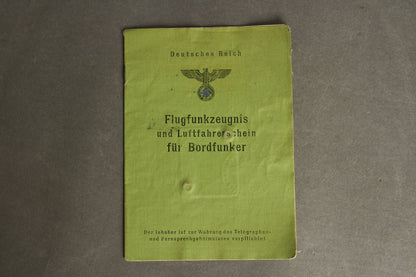 Deutsches Reich
Flugfunkzeugnis
und Luftfahrerschein
für Bordfunker
Der Inhaber ist zur Wahrung des Telegraphen-
und Fernsprechgeheimnisses verpflichtet